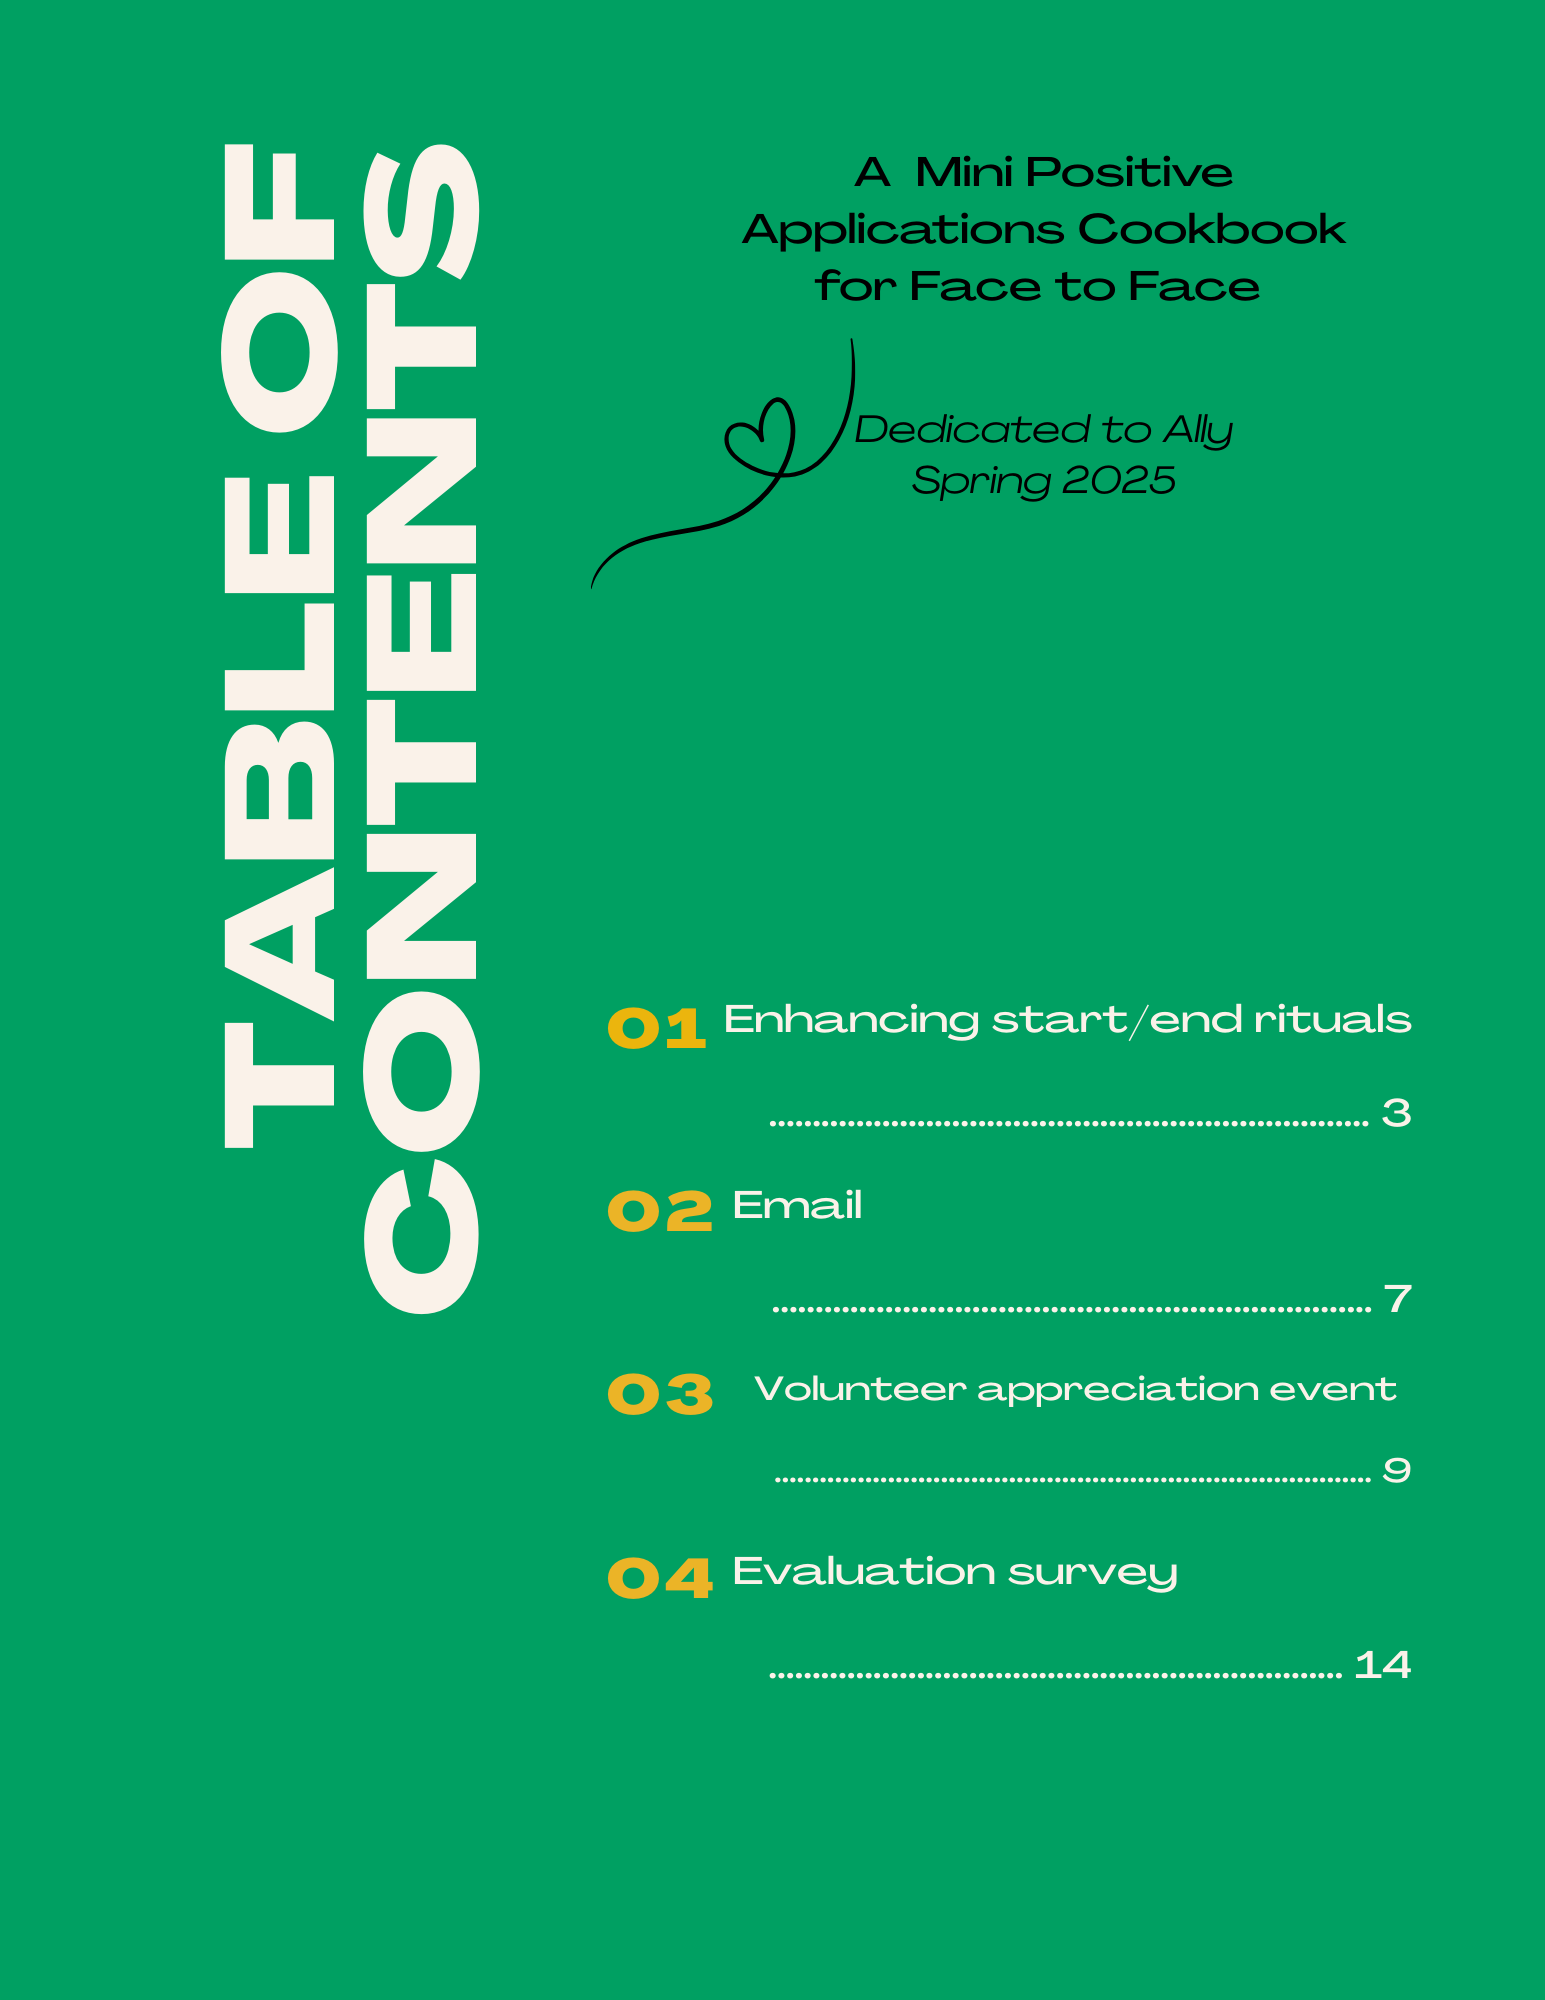 TABLE OF
CONTENTS
A Mini Positive
Applications Cookbook
for Face to Face
Dedicated to Ally
Spring 2025
01 Enhancing start/end rituals
..................................................................... 3
02 Email
..................................................................... 7
03 Volunteer appreciation event
............................................................................... 9
04 Evaluation survey
.................................................................. 14